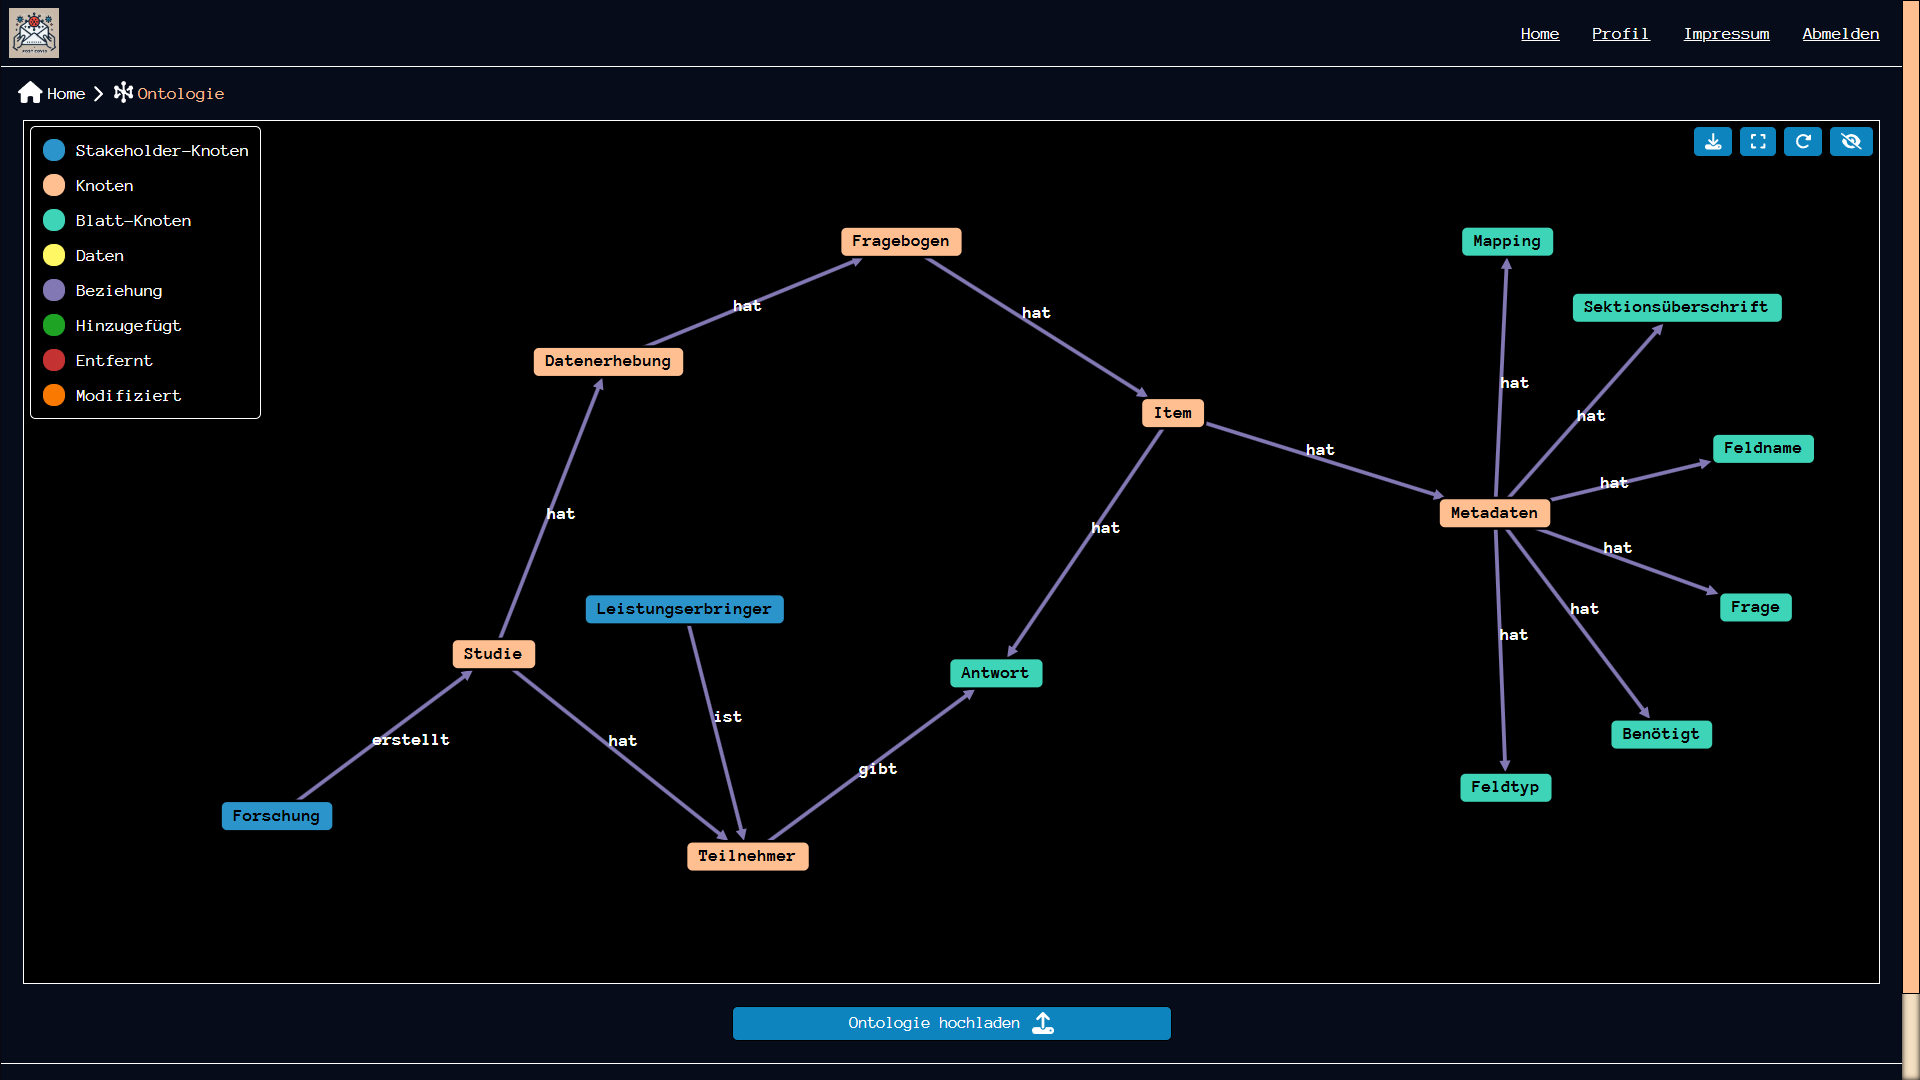 POST COVID
Home Profil Impressum Abmelden
Home Ontologie
Stakeholder-Knoten
Knoten
Blatt-Knoten
Daten
Beziehung
Hinzugefügt
Entfernt
Modifiziert
Fragebogen
Mapping
hat
hat
Sektionsüberschrift
Datenerhebung
hat
Item
hat
hat
Feldname
hat
hat
Metadaten
hat
hat
Leistungserbringer
hat
Frage
hat
Studie
Antwort
ist
erstellt
hat
Benötigt
gibt
Feldtyp
Forschung
Teilnehmer
Ontologie hochladen